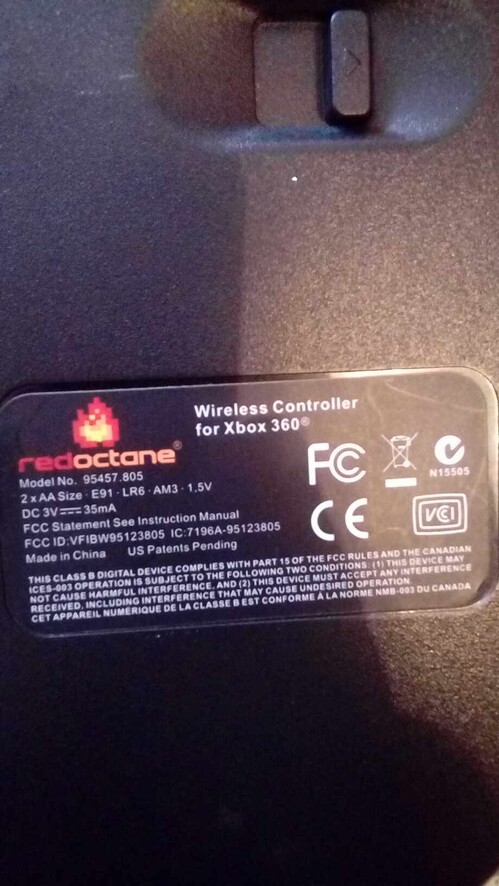 Wireless Controller
for Xbox 360®
redoctane®
Model No. 95457.805
2 x AA Size · E91 · LR6 · AM3 · 1,5V
DC 3V 35mA
FCC Statement See Instruction Manual
FCC ID:VFIBW95123805 IC:7196A-95123805
Made in China US Patents Pending
FC
CE
N15505
VCI
THIS CLASS B DIGITAL DEVICE COMPLIES WITH PART 15 OF THE FCC RULES AND THE CANADIAN
ICES-003 OPERATION IS SUBJECT TO THE FOLLOWING TWO CONDITIONS: (1) THIS DEVICE MAY
NOT CAUSE HARMFUL INTERFERENCE, AND (2) THIS DEVICE MUST ACCEPT ANY INTERFERENCE
RECEIVED, INCLUDING INTERFERENCE THAT MAY CAUSE UNDESIRED OPERATION.
CET APPAREIL NUMERIQUE DE LA CLASSE B EST CONFORME À LA NORME NMB-003 DU CANADA